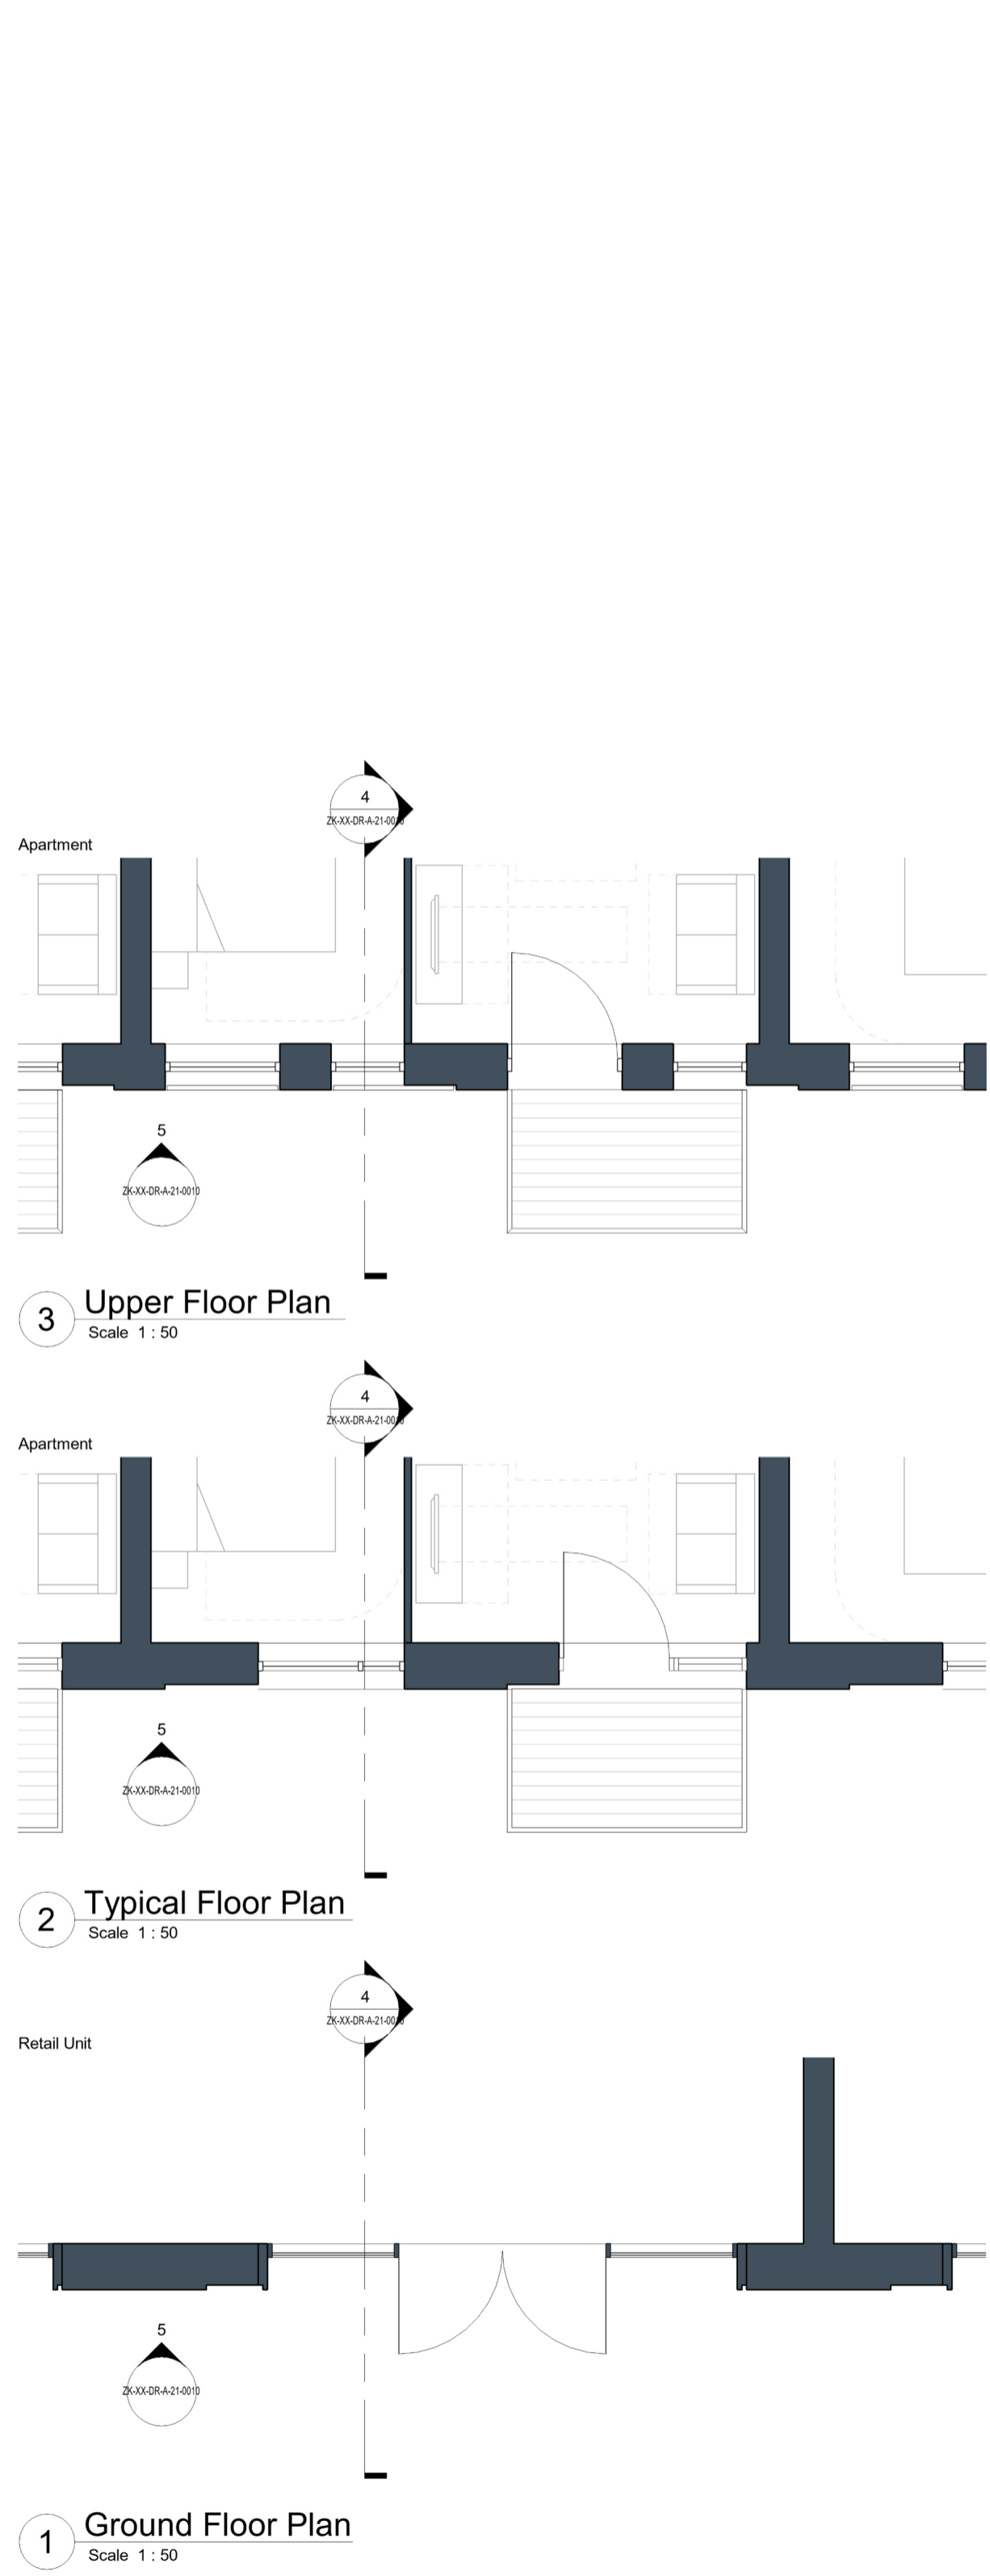 4
ZK-XX-DR-A-21-0010
Apartment
5
ZK-XX-DR-A-21-0010
3
Upper Floor Plan
Scale 1 : 50
4
ZK-XX-DR-A-21-0010
Apartment
5
ZK-XX-DR-A-21-0010
2
Typical Floor Plan
Scale 1 : 50
4
ZK-XX-DR-A-21-0010
Retail Unit
5
ZK-XX-DR-A-21-0010
1
Ground Floor Plan
Scale 1 : 50